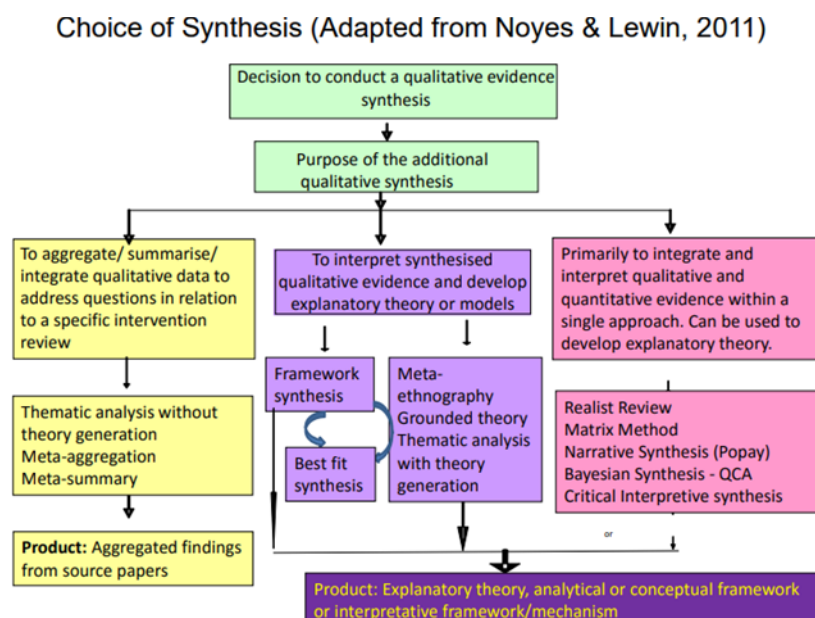 Choice of Synthesis (Adapted from Noyes & Lewin, 2011)
Decision to conduct a qualitative evidence
synthesis
Purpose of the additional
qualitative synthesis
To aggregate/ summarise/
integrate qualitative data to
address questions in relation
to a specific intervention
review
To interpret synthesised
qualitative evidence and develop
explanatory theory or models
Primarily to integrate and
interpret qualitative and
quantitative evidence within a
single approach. Can be used to
develop explanatory theory.
Thematic analysis without
theory generation
Meta-aggregation
Meta-summary
Framework
synthesis
Best fit
synthesis
Meta-
ethnography
Grounded theory
Thematic analysis
with theory
generation
Realist Review
Matrix Method
Narrative Synthesis (Popay)
Bayesian Synthesis - QCA
Critical Interpretive synthesis
Product: Aggregated findings
from source papers
or
Product: Explanatory theory, analytical or conceptual framework
or interpretative framework/mechanism